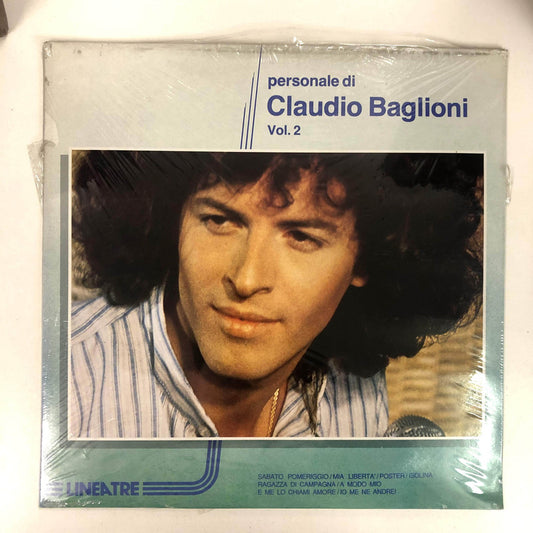 personale di
Claudio Baglioni
Vol. 2
LINEATRE
SABATO POMERIGGIO/MIA LIBERTA'/POSTER/GIOLINA
RAGAZZA DI CAMPAGNA/A MODO MIO
E ME LO CHIAMI AMORE/IO ME NE ANDREI